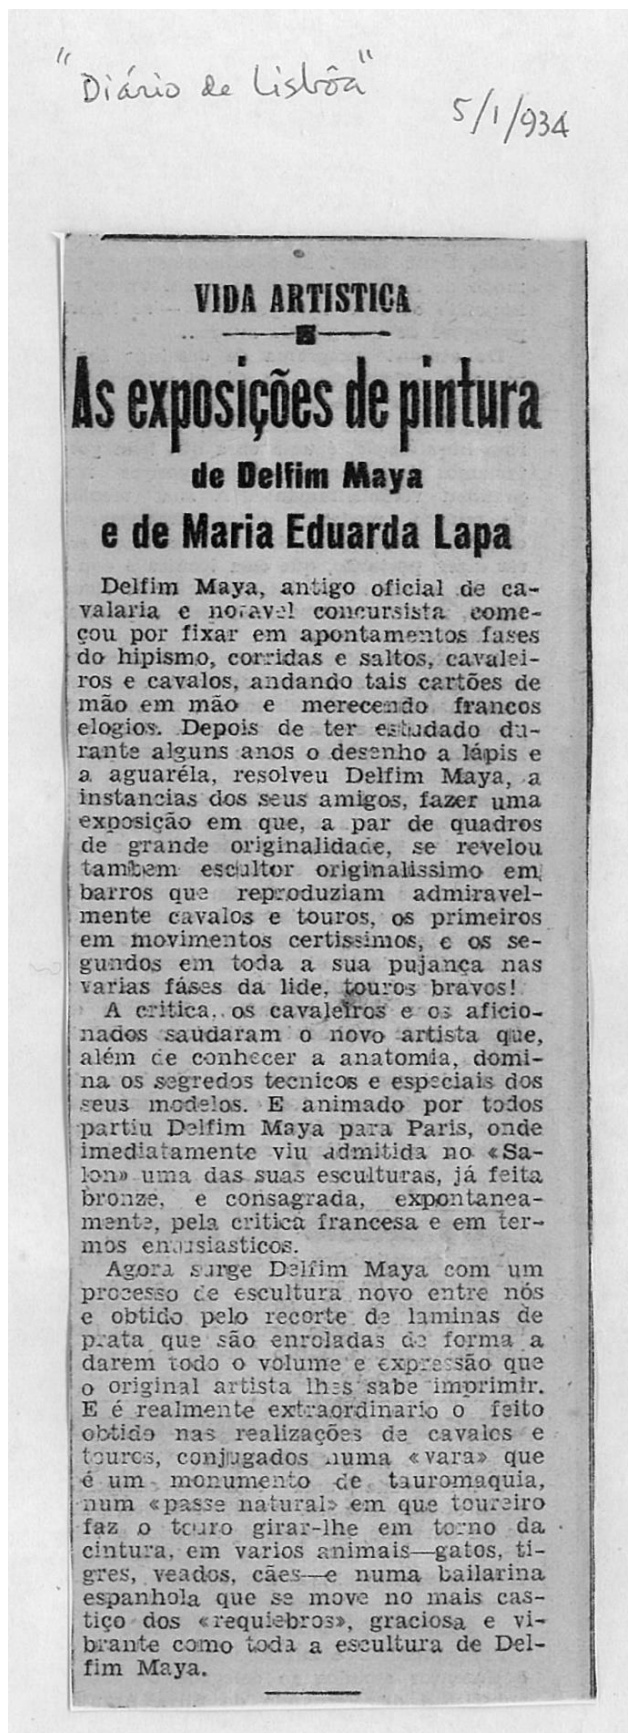 "Diário de Lisbôa"
5/1/934
VIDA ARTISTICA
As exposições de pintura
de Delfim Maya
e de Maria Eduarda Lapa
Delfim Maya, antigo oficial de ca-
valaria e notavel concursista come-
çou por fixar em apontamentos fases
do hipismo, corridas e saltos, cavalei-
ros e cavalos, andando tais cartões de
mão em mão e merecendo francos
elogios. Depois de ter estudado du-
rante alguns anos o desenho a lápis e
a aguaréla, resolveu Delfim Maya, a
instancias dos seus amigos, fazer uma
exposição em que, a par de quadros
de grande originalidade, se revelou
tambem escultor originalissimo em
barros que reproduziam admiravel-
mente cavalos e touros, os primeiros
em movimentos certissimos, e os se-
gundos em toda a sua pujança nas
varias fáses da lide, touros bravos!
A critica, os cavaleiros e os aficio-
nados saudaram o novo artista que,
além de conhecer a anatomia, domi-
na os segredos tecnicos e especiais dos
seus modelos. E animado por todos
partiu Delfim Maya para Paris, onde
imediatamente viu admitida no «Sa-
lon» uma das suas esculturas, já feita
bronze, e consagrada, expontanea-
mente, pela critica francesa e em ter-
mos entusiasticos.
Agora surge Delfim Maya com um
processo de escultura novo entre nós
e obtido pelo recorte de laminas de
prata que são enroladas de forma a
darem todo o volume e expressão que
o original artista lhes sabe imprimir.
E é realmente extraordinario o feito
obtido nas realizações de cavalos e
touros, conjugados numa «vara» que
é um monumento de tauromaquia,
num «passe natural» em que toureiro
faz o touro girar-lhe em torno da
cintura, em varios animais—gatos, ti-
gres, veados, cães—e numa bailarina
espanhola que se move no mais cas-
tiço dos «requiebros», graciosa e vi-
brante como toda a escultura de Del-
fim Maya.